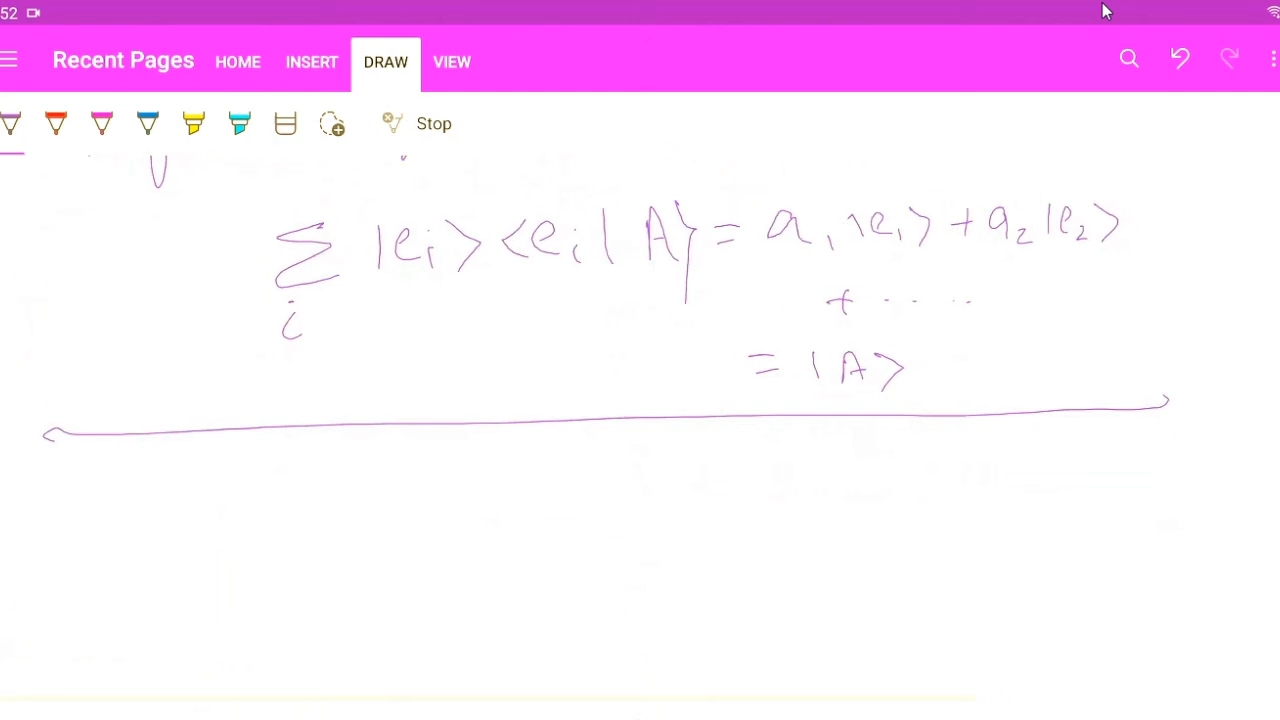 52
Recent Pages HOME INSERT DRAW VIEW
Stop
∑ |eᵢ> <eᵢ| A> = a₁ |e₁> + a₂ |e₂>
i
+ .....
= |A>